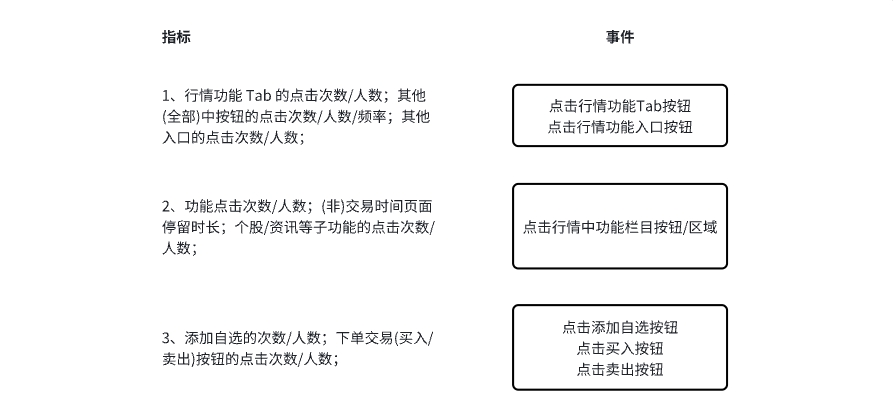 指标
事件
1、行情功能 Tab 的点击次数/人数；其他
(全部)中按钮的点击次数/人数/频率；其他
入口的点击次数/人数；
点击行情功能Tab按钮
点击行情功能入口按钮
2、功能点击次数/人数；(非)交易时间页面
停留时长；个股/资讯等子功能的点击次数/
人数；
点击行情中功能栏目按钮/区域
3、添加自选的次数/人数；下单交易(买入/
卖出)按钮的点击次数/人数；
点击添加自选按钮
点击买入按钮
点击卖出按钮